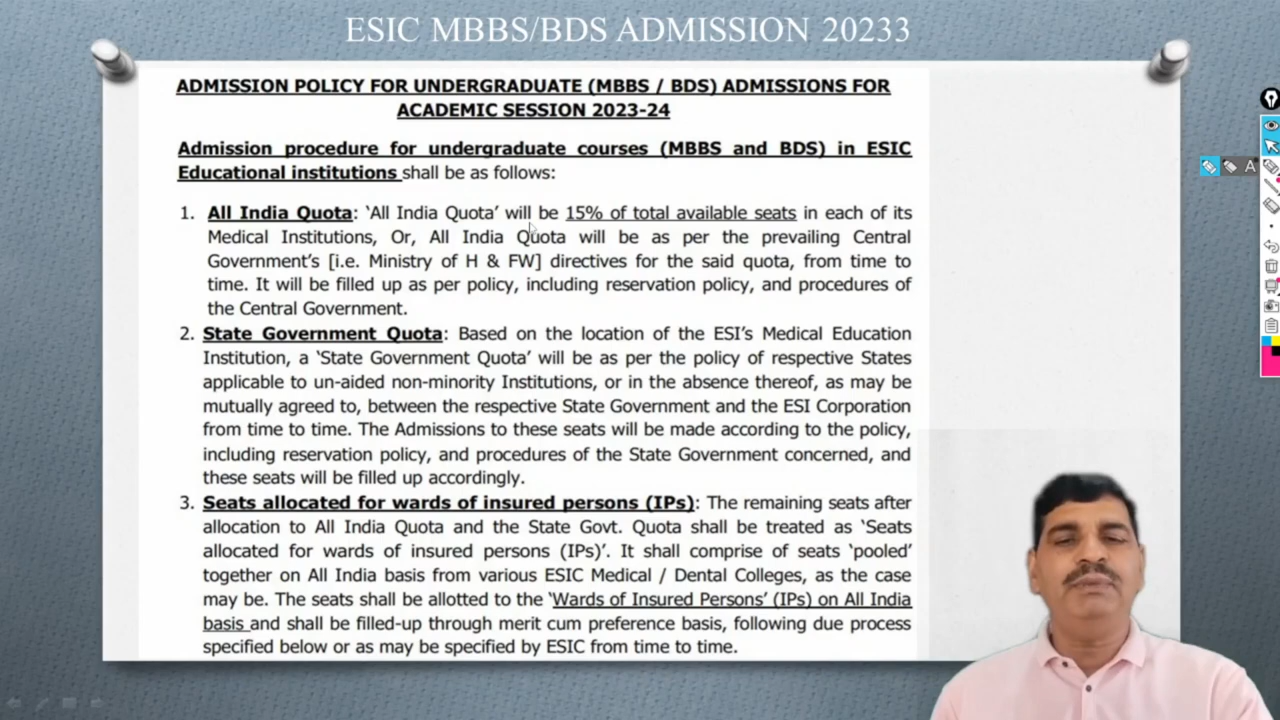 ESIC MBBS/BDS ADMISSION 20233
ADMISSION POLICY FOR UNDERGRADUATE (MBBS / BDS) ADMISSIONS FOR
ACADEMIC SESSION 2023-24
Admission procedure for undergraduate courses (MBBS and BDS) in ESIC
Educational institutions shall be as follows:
1. All India Quota: ‘All India Quota’ will be 15% of total available seats in each of its
Medical Institutions, Or, All India Quota will be as per the prevailing Central
Government’s [i.e. Ministry of H & FW] directives for the said quota, from time to
time. It will be filled up as per policy, including reservation policy, and procedures of
the Central Government.
2. State Government Quota: Based on the location of the ESI’s Medical Education
Institution, a ‘State Government Quota’ will be as per the policy of respective States
applicable to un-aided non-minority Institutions, or in the absence thereof, as may be
mutually agreed to, between the respective State Government and the ESI Corporation
from time to time. The Admissions to these seats will be made according to the policy,
including reservation policy, and procedures of the State Government concerned, and
these seats will be filled up accordingly.
3. Seats allocated for wards of insured persons (IPs): The remaining seats after
allocation to All India Quota and the State Govt. Quota shall be treated as ‘Seats
allocated for wards of insured persons (IPs)’. It shall comprise of seats ‘pooled’
together on All India basis from various ESIC Medical / Dental Colleges, as the case
may be. The seats shall be allotted to the ‘Wards of Insured Persons’ (IPs) on All India
basis and shall be filled-up through merit cum preference basis, following due process
specified below or as may be specified by ESIC from time to time.
A